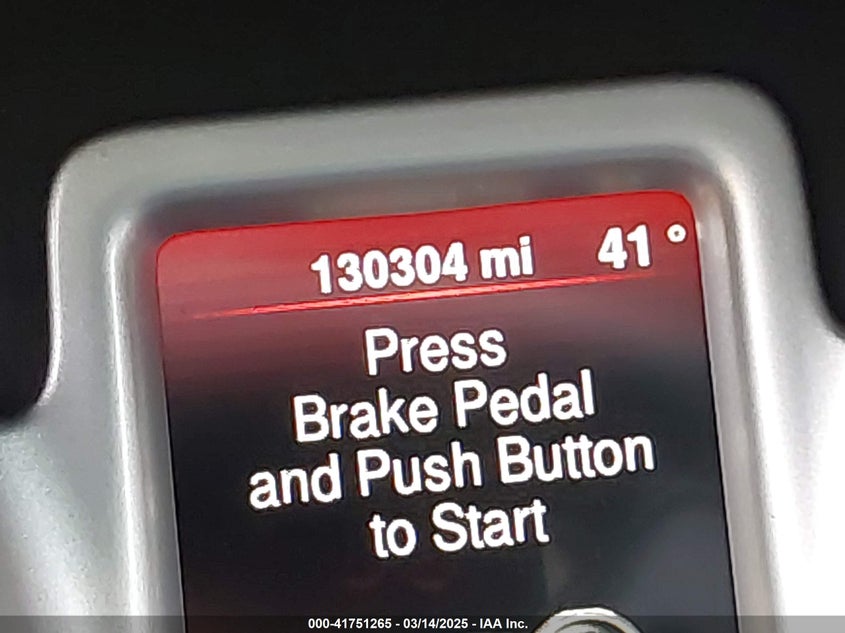 130304 mi 41°
Press
Brake Pedal
and Push Button
to Start
000-41751265 - 03/14/2025 - IAA Inc.